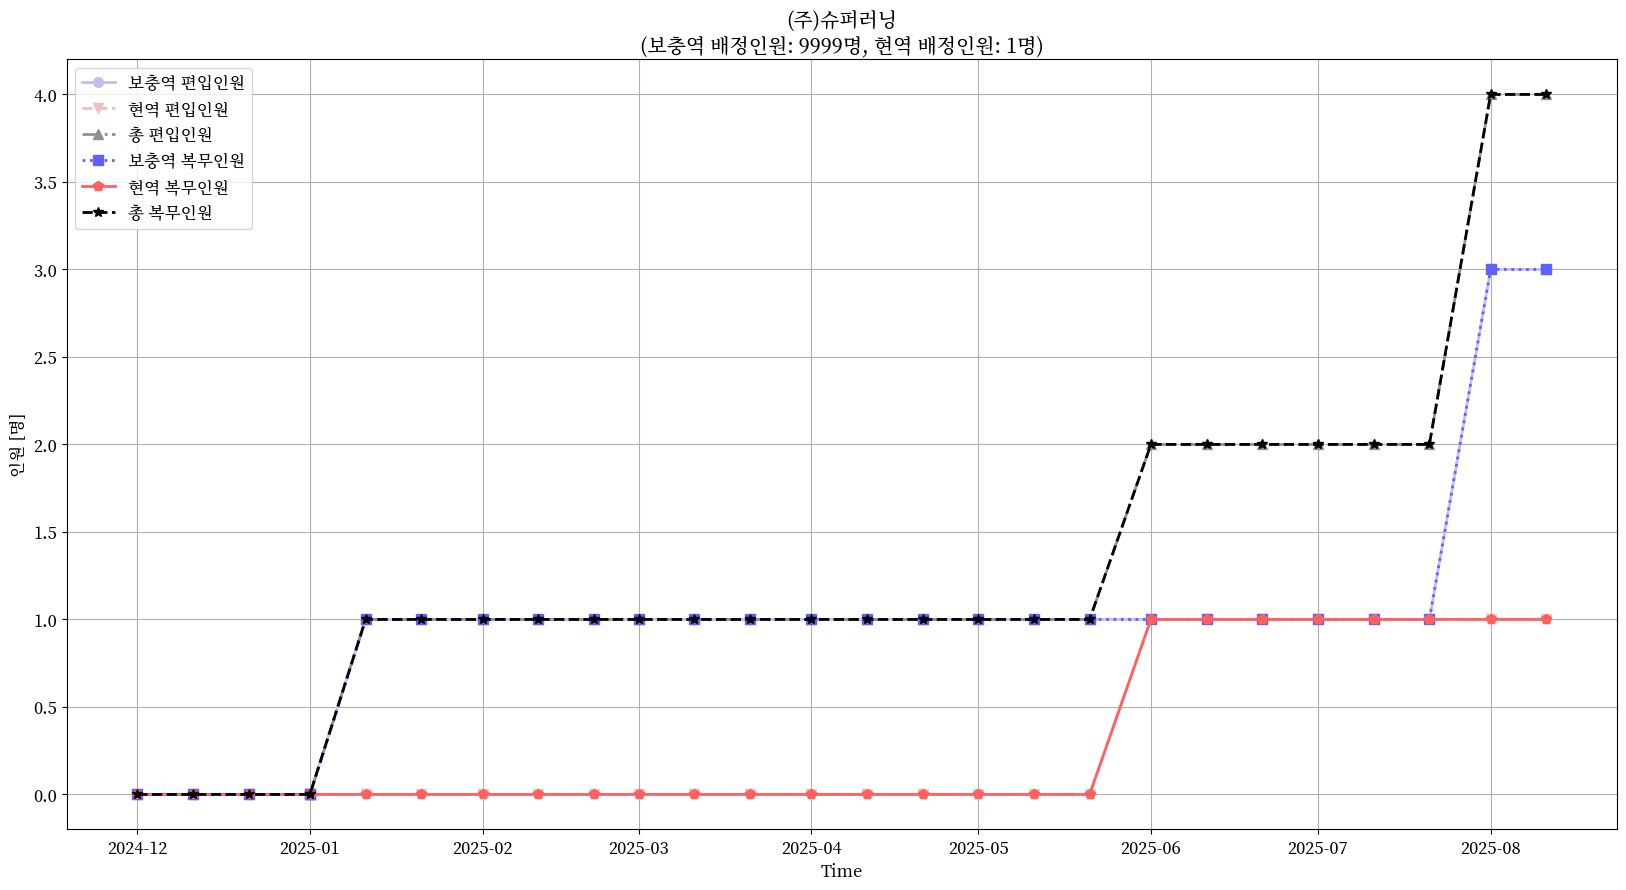 (주)슈퍼러닝
(보충역 배정인원: 9999명, 현역 배정인원: 1명)
보충역 편입인원
현역 편입인원
총 편입인원
보충역 복무인원
현역 복무인원
총 복무인원
4.0
3.5
3.0
2.5
2.0
1.5
1.0
0.5
0.0
인원 [명]
2024-12
2025-01
2025-02
2025-03
2025-04
2025-05
2025-06
2025-07
2025-08
Time